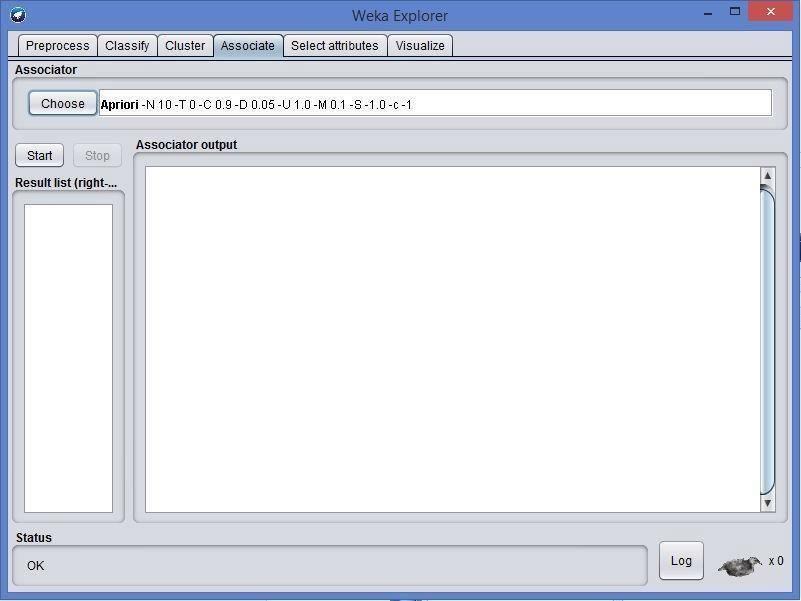 Weka Explorer
Preprocess Classify Cluster Associate Select attributes Visualize
Associator
Choose Apriori -N 10 -T 0 -C 0.9 -D 0.05 -U 1.0 -M 0.1 -S -1.0 -c -1
Start Stop Associator output
Result list (right-...
Status
OK
Log x 0